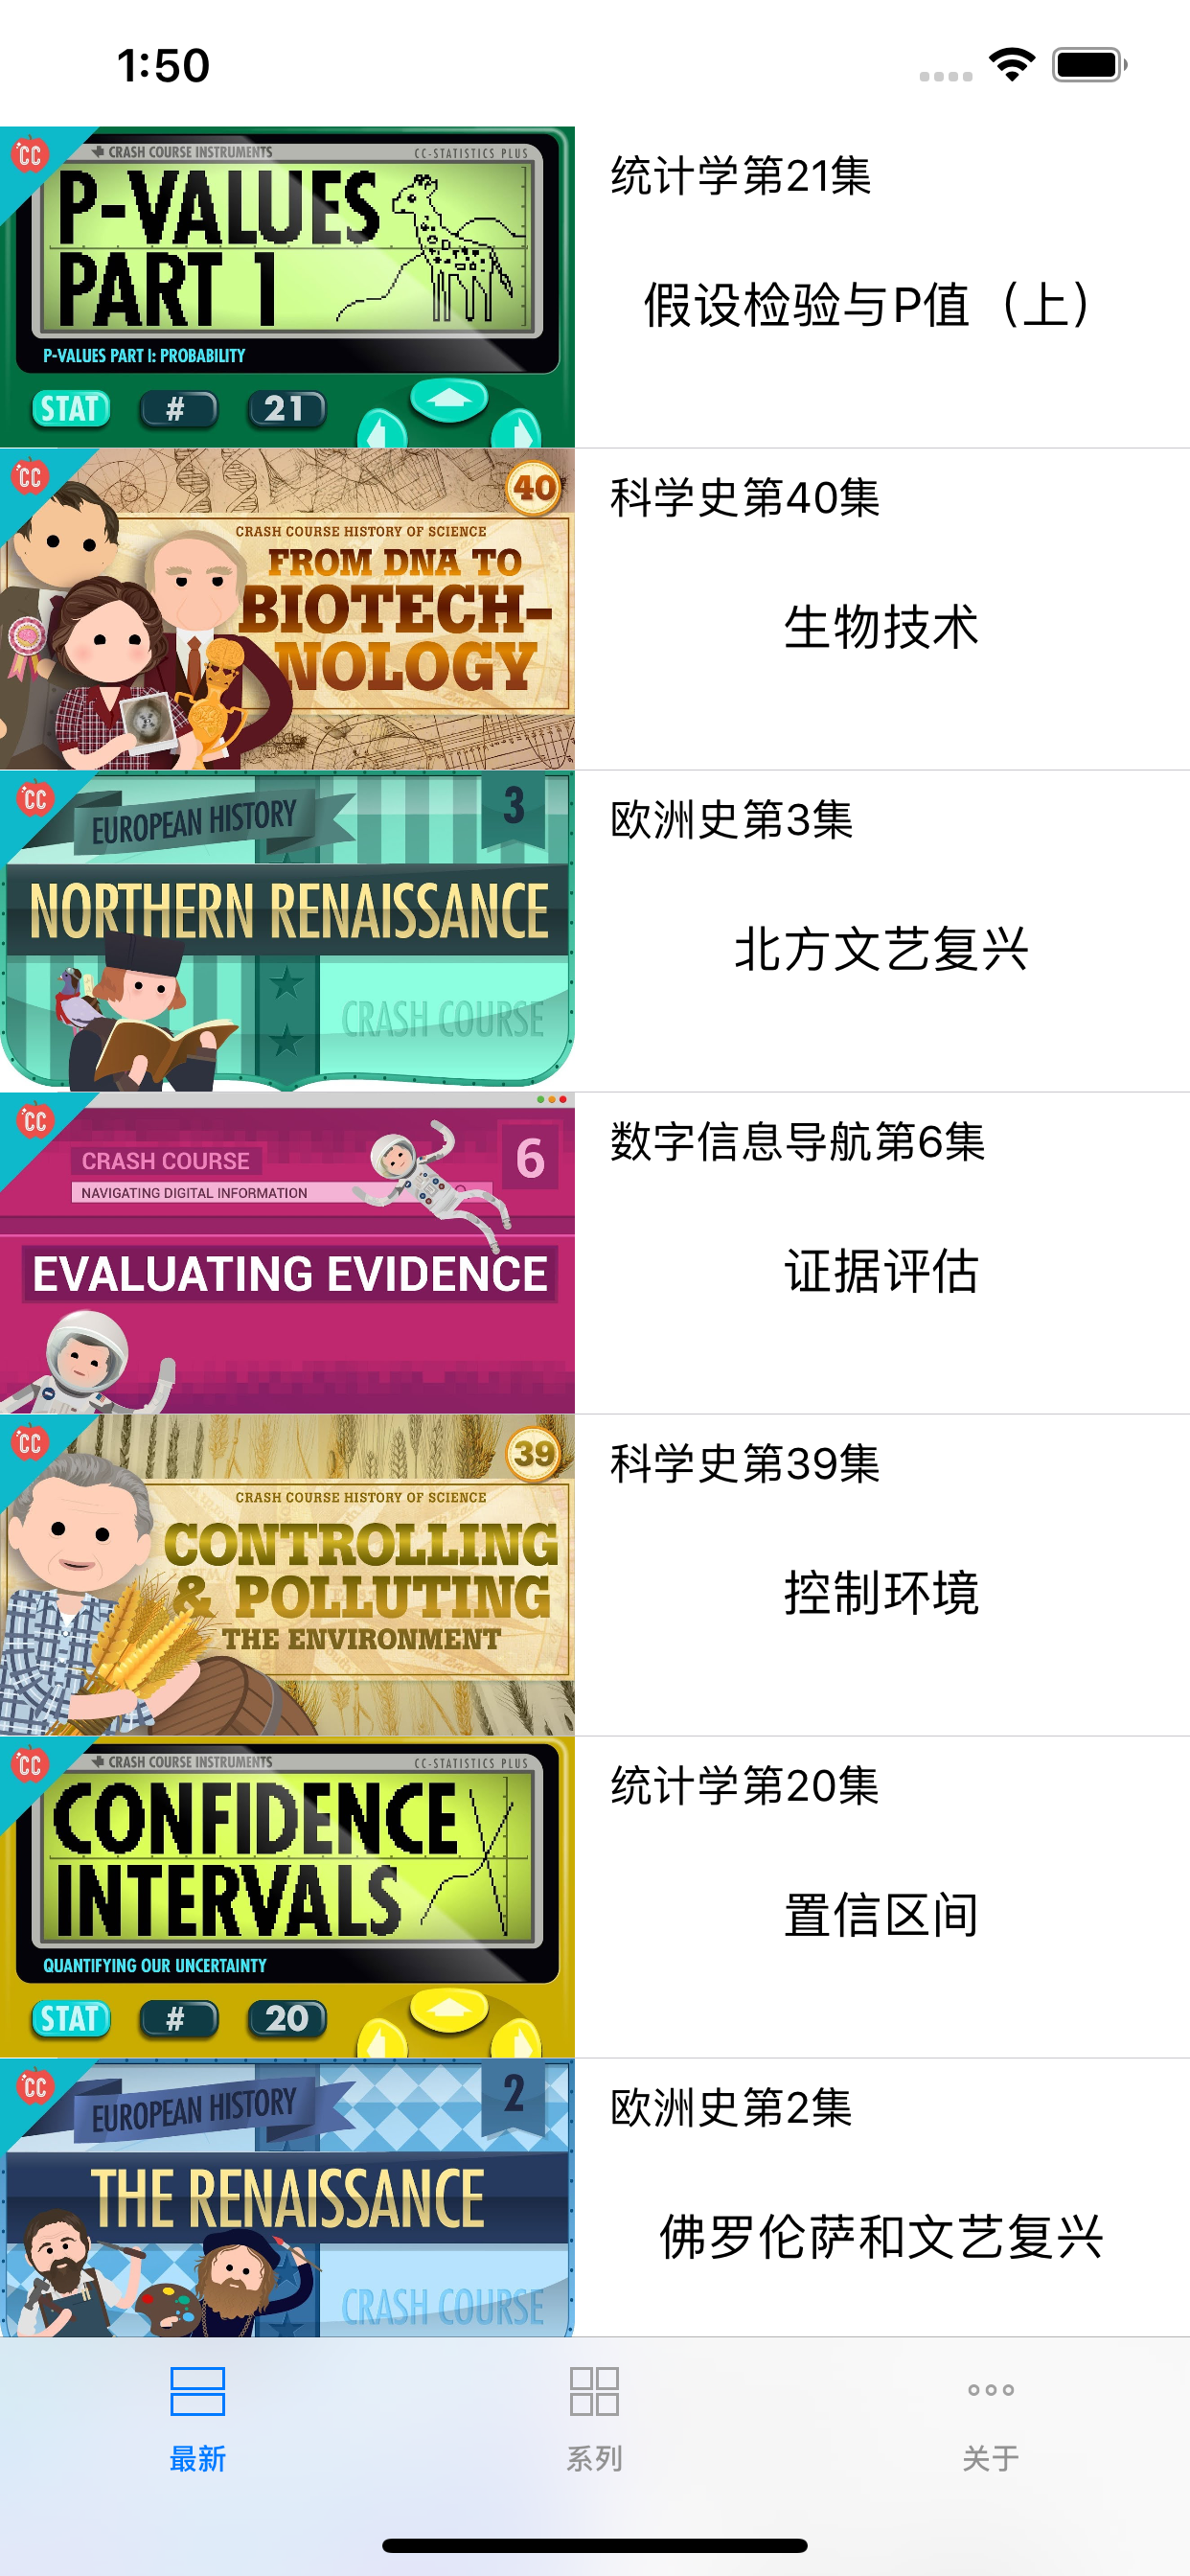 1:50
CC
CRASH COURSE INSTRUMENTS
CC-STATISTICS PLUS
P-VALUES
PART 1
P-VALUES PART I: PROBABILITY
STAT
#
21
统计学第21集
假设检验与P值（上）
CC
40
CRASH COURSE HISTORY OF SCIENCE
FROM DNA TO
BIOTECH-
NOLOGY
科学史第40集
生物技术
CC
EUROPEAN HISTORY
3
NORTHERN RENAISSANCE
CRASH COURSE
欧洲史第3集
北方文艺复兴
CC
CRASH COURSE
6
NAVIGATING DIGITAL INFORMATION
EVALUATING EVIDENCE
数字信息导航第6集
证据评估
CC
39
CRASH COURSE HISTORY OF SCIENCE
CONTROLLING
& POLLUTING
THE ENVIRONMENT
科学史第39集
控制环境
CC
CRASH COURSE INSTRUMENTS
CC-STATISTICS PLUS
CONFIDENCE
INTERVALS
QUANTIFYING OUR UNCERTAINTY
STAT
#
20
统计学第20集
置信区间
CC
EUROPEAN HISTORY
2
THE RENAISSANCE
CRASH COURSE
欧洲史第2集
佛罗伦萨和文艺复兴
最新
系列
关于